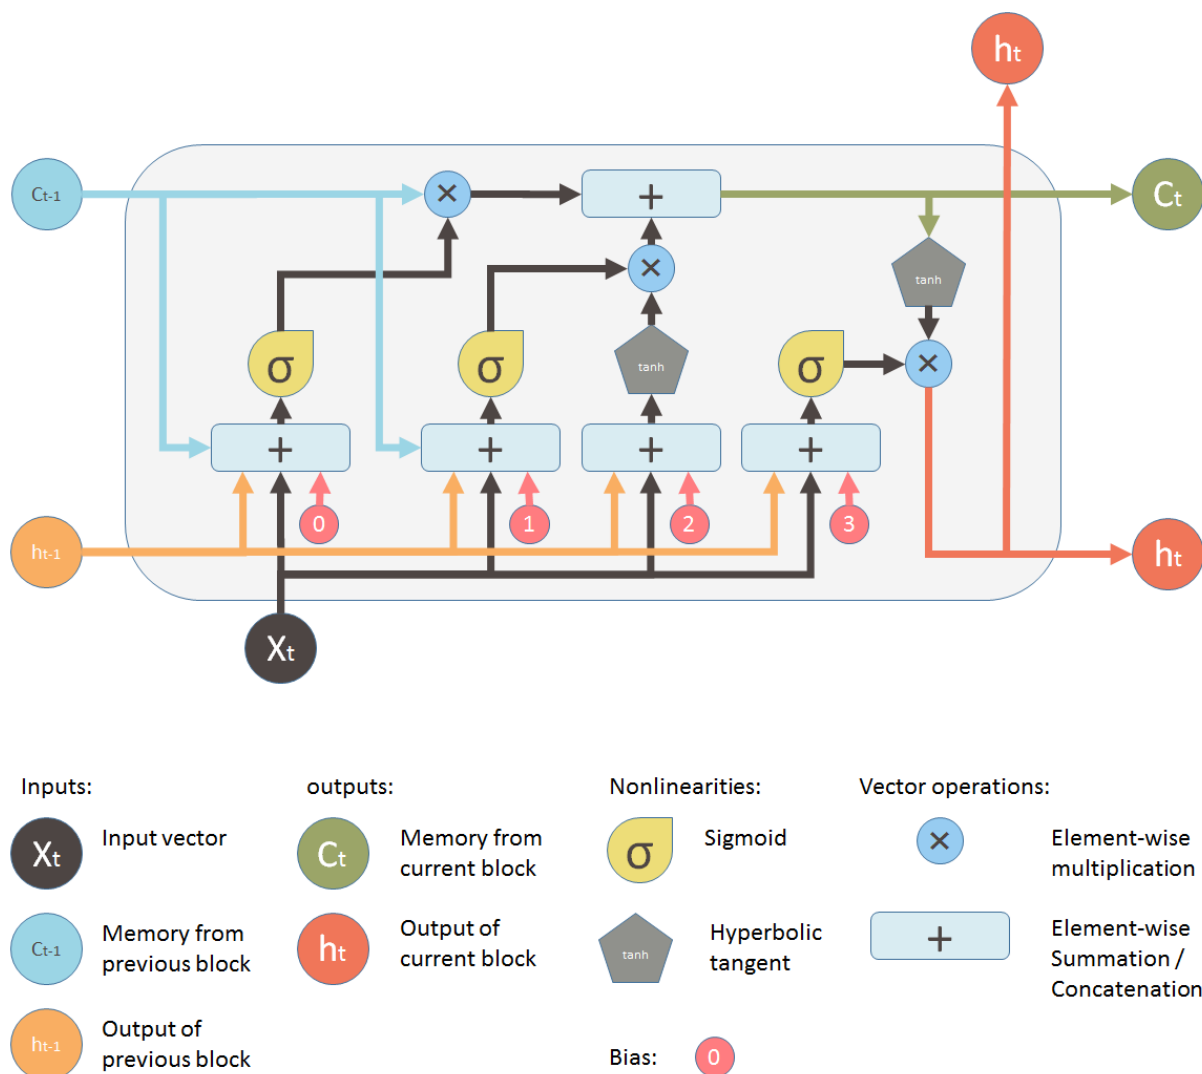 ht
Ct-1
×
+
Ct
×
tanh
σ
σ
tanh
σ
×
+
+
+
+
0
1
2
3
ht-1
ht
Xt
Inputs:
outputs:
Nonlinearities:
Vector operations:
Xt
Input vector
Ct
Memory from
current block
σ
Sigmoid
×
Element-wise
multiplication
Ct-1
Memory from
previous block
ht
Output of
current block
tanh
Hyperbolic
tangent
+
Element-wise
Summation /
Concatenation
ht-1
Output of
previous block
Bias:
0